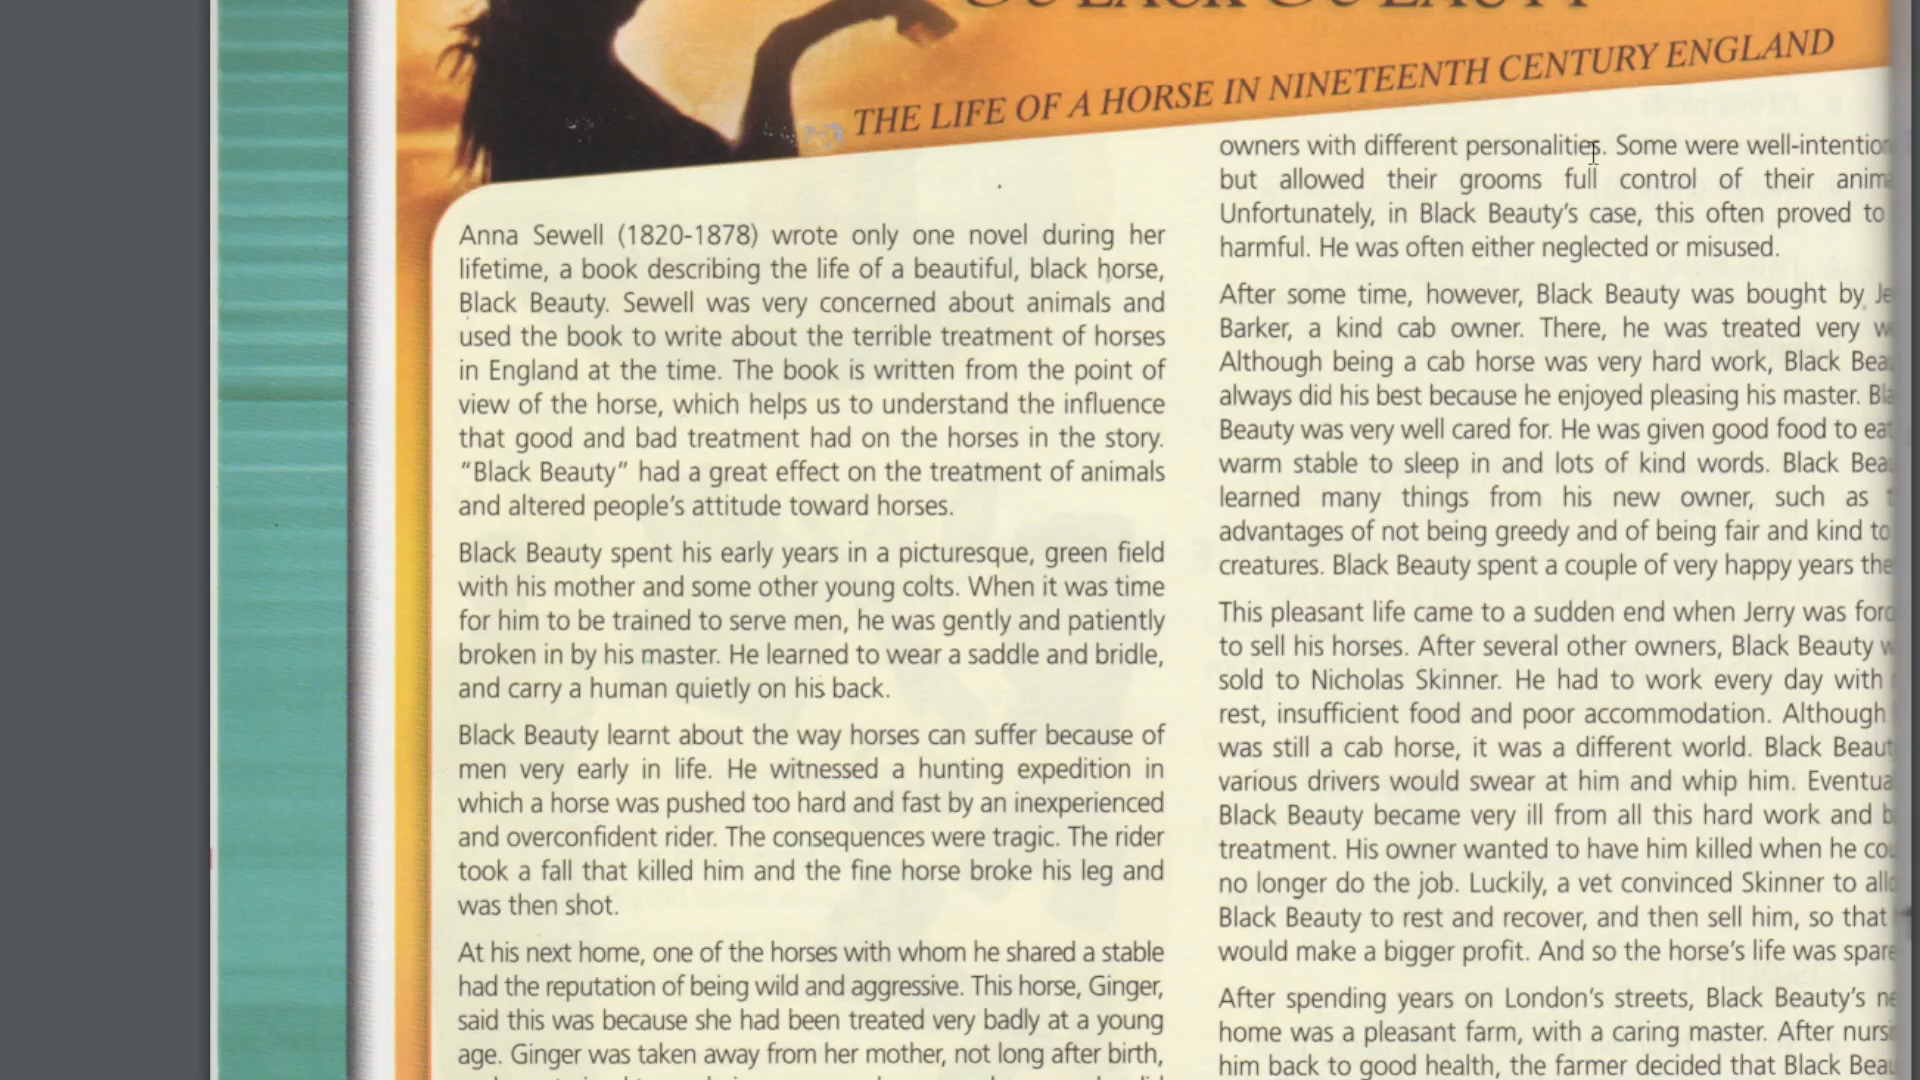 THE LIFE OF A HORSE IN NINETEENTH CENTURY ENGLAND
Anna Sewell (1820-1878) wrote only one novel during her
lifetime, a book describing the life of a beautiful, black horse,
Black Beauty. Sewell was very concerned about animals and
used the book to write about the terrible treatment of horses
in England at the time. The book is written from the point of
view of the horse, which helps us to understand the influence
that good and bad treatment had on the horses in the story.
“Black Beauty” had a great effect on the treatment of animals
and altered people's attitude toward horses.
Black Beauty spent his early years in a picturesque, green field
with his mother and some other young colts. When it was time
for him to be trained to serve men, he was gently and patiently
broken in by his master. He learned to wear a saddle and bridle,
and carry a human quietly on his back.
Black Beauty learnt about the way horses can suffer because of
men very early in life. He witnessed a hunting expedition in
which a horse was pushed too hard and fast by an inexperienced
and overconfident rider. The consequences were tragic. The rider
took a fall that killed him and the fine horse broke his leg and
was then shot.
At his next home, one of the horses with whom he shared a stable
had the reputation of being wild and aggressive. This horse, Ginger,
said this was because she had been treated very badly at a young
age. Ginger was taken away from her mother, not long after birth,
owners with different personalities. Some were
but allowed their grooms full control of their
Unfortunately, in Black Beauty's case, this often proved to
harmful. He was often either neglected or misused.
After some time, however, Black Beauty was bought by
Barker, a kind cab owner. There, he was treated very
Although being a cab horse was very hard work, Black
always did his best because he enjoyed pleasing his master.
Beauty was very well cared for. He was given good food to
warm stable to sleep in and lots of kind words. Black
learned many things from his new owner, such as
advantages of not being greedy and of being fair and kind to
creatures. Black Beauty spent a couple of very happy years
This pleasant life came to a sudden end when Jerry was
to sell his horses. After several other owners, Black Beauty
sold to Nicholas Skinner. He had to work every day with
rest, insufficient food and poor accommodation. Although
was still a cab horse, it was a different world. Black
various drivers would swear at him and whip him.
Black Beauty became very ill from all this hard work and
treatment. His owner wanted to have him killed when he
no longer do the job. Luckily, a vet convinced Skinner to
Black Beauty to rest and recover, and then sell him, so that
would make a bigger profit. And so the horse's life was
After spending years on London's streets, Black Beauty's
home was a pleasant farm, with a caring master. After
him back to good health, the farmer decided that Black